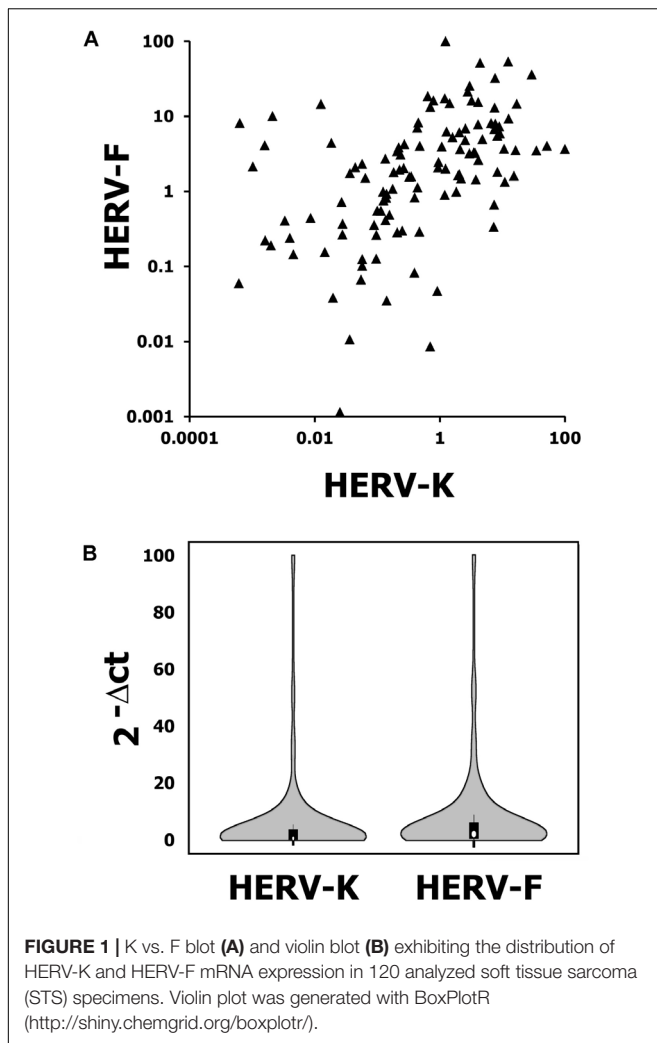 A
100
10
1
0.1
0.01
0.001
HERV-F
0.0001
0.01
1
100
HERV-K
B
100
80
60
40
20
0
2^-Δct
HERV-K
HERV-F
FIGURE 1 | K vs. F blot (A) and violin blot (B) exhibiting the distribution of
HERV-K and HERV-F mRNA expression in 120 analyzed soft tissue sarcoma
(STS) specimens. Violin plot was generated with BoxPlotR
(http://shiny.chemgrid.org/boxplotr/).